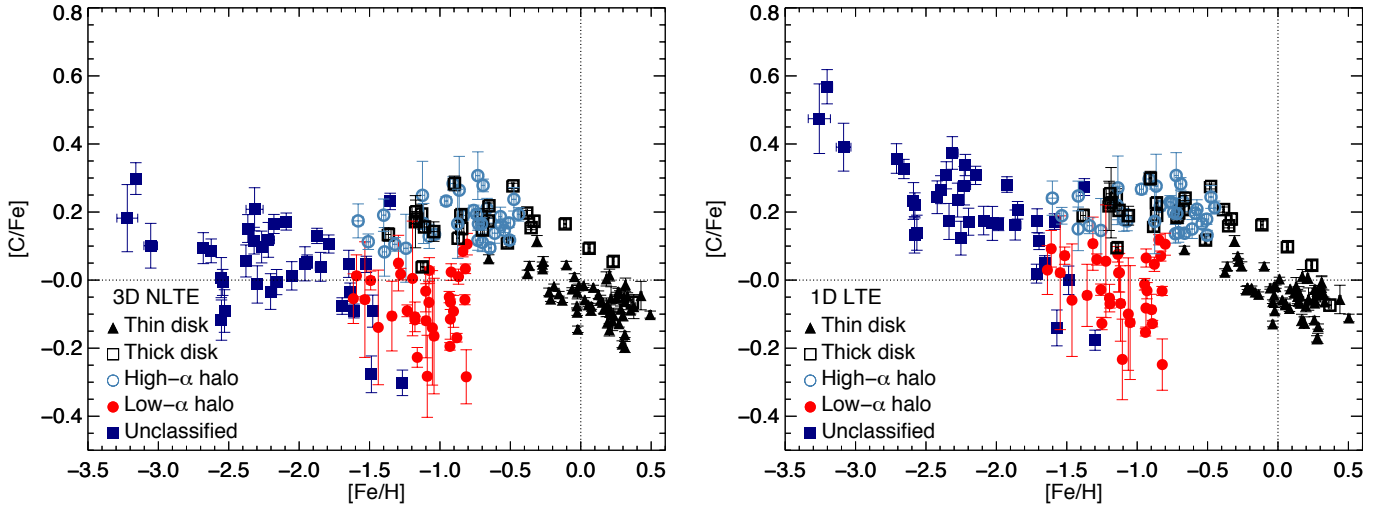 0.8
0.6
0.4
0.2
−0.0
−0.2
−0.4
[C/Fe]
3D NLTE
Thin disk
Thick disk
High-α halo
Low-α halo
Unclassified
−3.5 −3.0 −2.5 −2.0 −1.5 −1.0 −0.5 0.0 0.5
[Fe/H]
0.8
0.6
0.4
0.2
−0.0
−0.2
−0.4
[C/Fe]
1D LTE
Thin disk
Thick disk
High-α halo
Low-α halo
Unclassified
−3.5 −3.0 −2.5 −2.0 −1.5 −1.0 −0.5 0.0 0.5
[Fe/H]